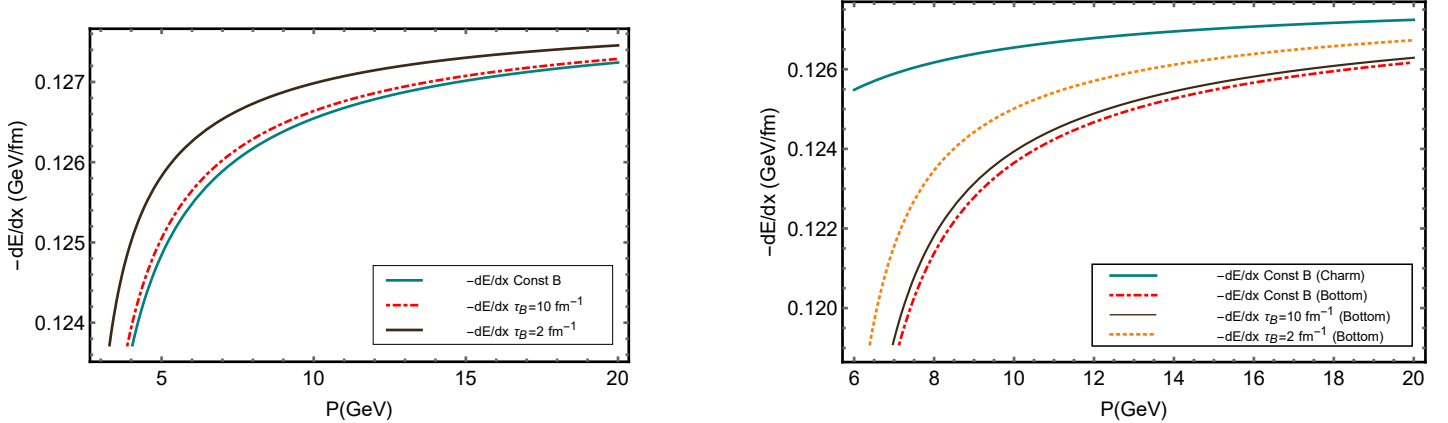 0.127
0.126
0.125
0.124
−dE/dx (GeV/fm)
5
10
15
20
P(GeV)
−dE/dx Const B
−dE/dx τB=10 fm−1
−dE/dx τB=2 fm−1
0.126
0.124
0.122
0.120
−dE/dx (GeV/fm)
6
8
10
12
14
16
18
20
P(GeV)
−dE/dx Const B (Charm)
−dE/dx Const B (Bottom)
−dE/dx τB=10 fm−1 (Bottom)
−dE/dx τB=2 fm−1 (Bottom)